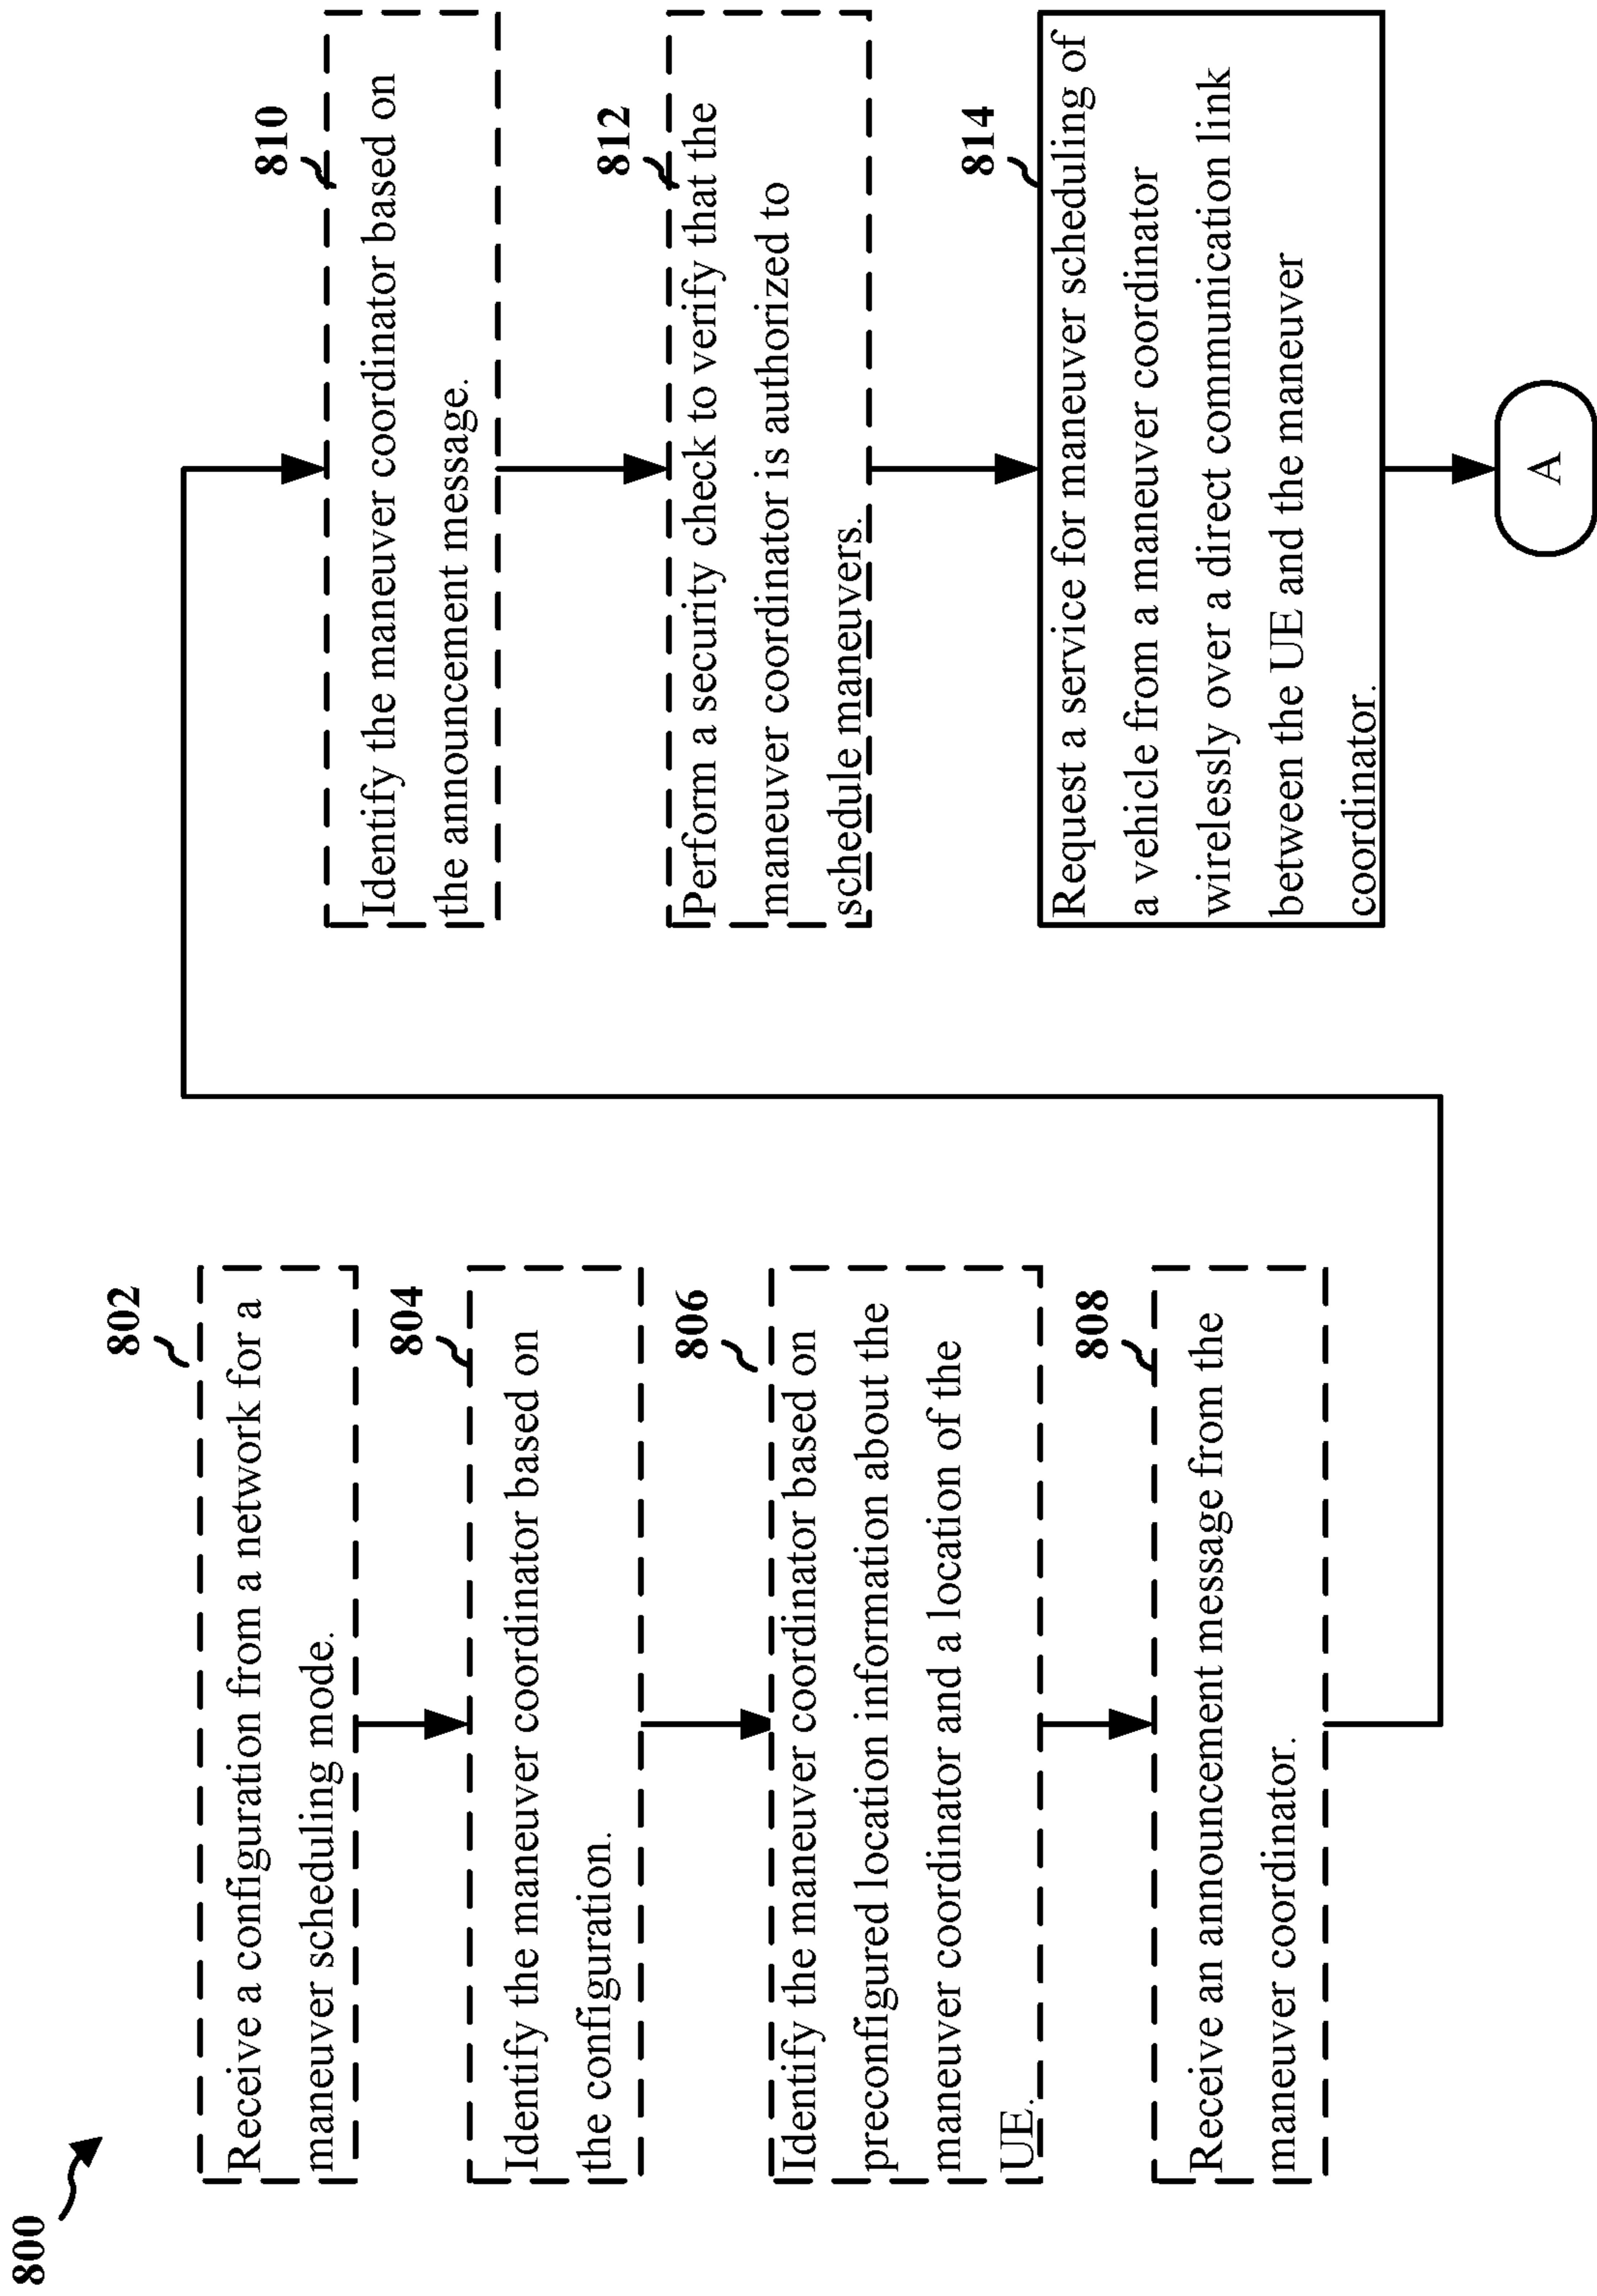 800
802
Receive a configuration from a network for a
maneuver scheduling mode.
804
Identify the maneuver coordinator based on
the configuration.
806
Identify the maneuver coordinator based on
preconfigured location information about the
maneuver coordinator and a location of the
UE.
808
Receive an announcement message from the
maneuver coordinator.
810
Identify the maneuver coordinator based on
the announcement message.
812
Perform a security check to verify that the
maneuver coordinator is authorized to
schedule maneuvers.
814
Request a service for maneuver scheduling of
a vehicle from a maneuver coordinator
wirelessly over a direct communication link
between the UE and the maneuver
coordinator.
A